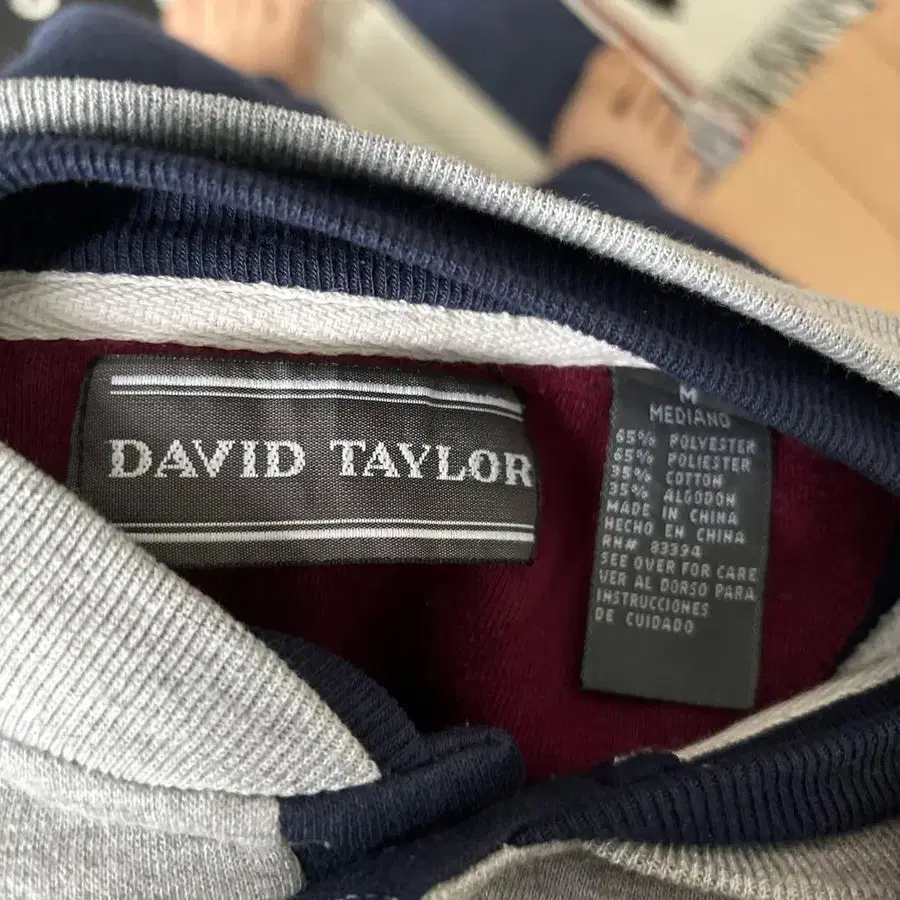 DAVID TAYLOR
M
MEDIANO
65% POLYESTER
65% POLIESTER
35% COTTON
35% ALGODON
MADE IN CHINA
HECHO EN CHINA
RN# 83394
SEE OVER FOR CARE
VER AL DORSO PARA
INSTRUCCIONES
DE CUIDADO